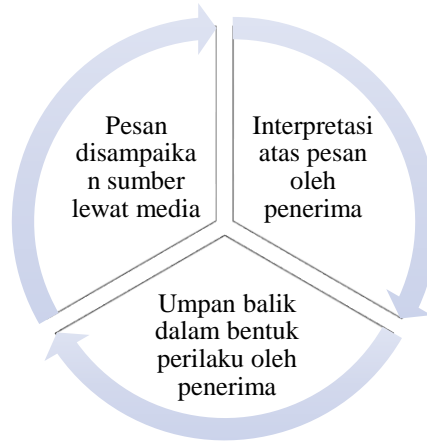 Pesan
disampaika
n sumber
lewat media
Interpretasi
atas pesan
oleh
penerima
Umpan balik
dalam bentuk
perilaku oleh
penerima